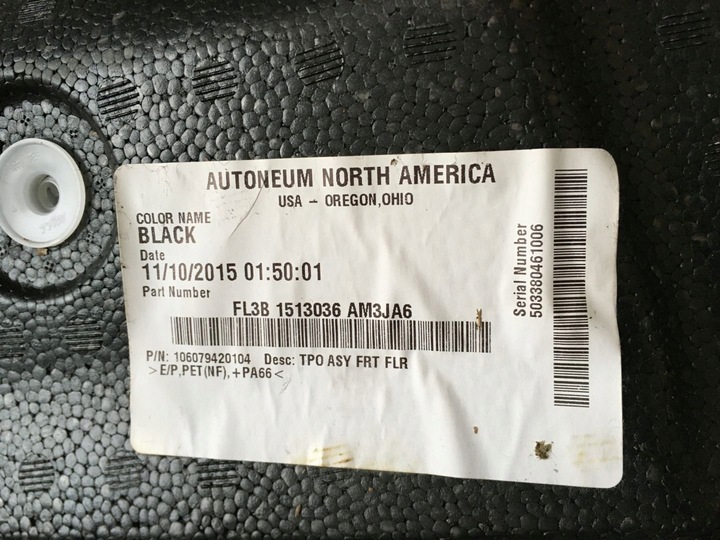 AUTONEUM NORTH AMERICA
USA - OREGON,OHIO
COLOR NAME
BLACK
Date
11/10/2015 01:50:01
Part Number
FL3B 1513036 AM3JA6
P/N: 106079420104 Desc: TPO ASY FRT FLR
>E/P,PET(NF),+PA66<
Serial Number
503380461006